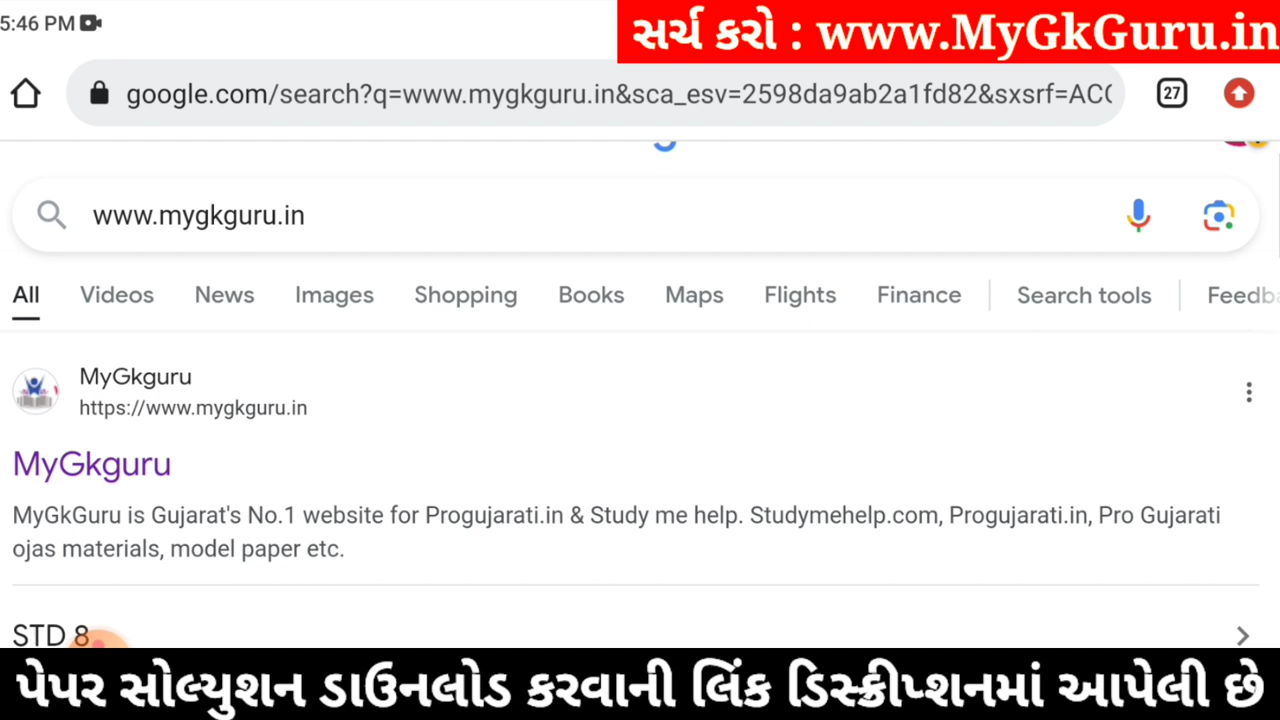 5:46 PM
સર્ચ કરો : www.MyGkGuru.in
google.com/search?q=www.mygkguru.in&sca_esv=2598da9ab2a1fd82&sxsrf=AC
27
www.mygkguru.in
All Videos News Images Shopping Books Maps Flights Finance Search tools Feedba
MyGkguru
https://www.mygkguru.in
MyGkguru
MyGkGuru is Gujarat's No.1 website for Progujarati.in & Study me help. Studymehelp.com, Progujarati.in, Pro Gujarati
ojas materials, model paper etc.
STD 8
પેપર સોલ્યુશન ડાઉનલોડ કરવાની લિંક ડિસ્ક્રીપ્શનમાં આપેલી છે